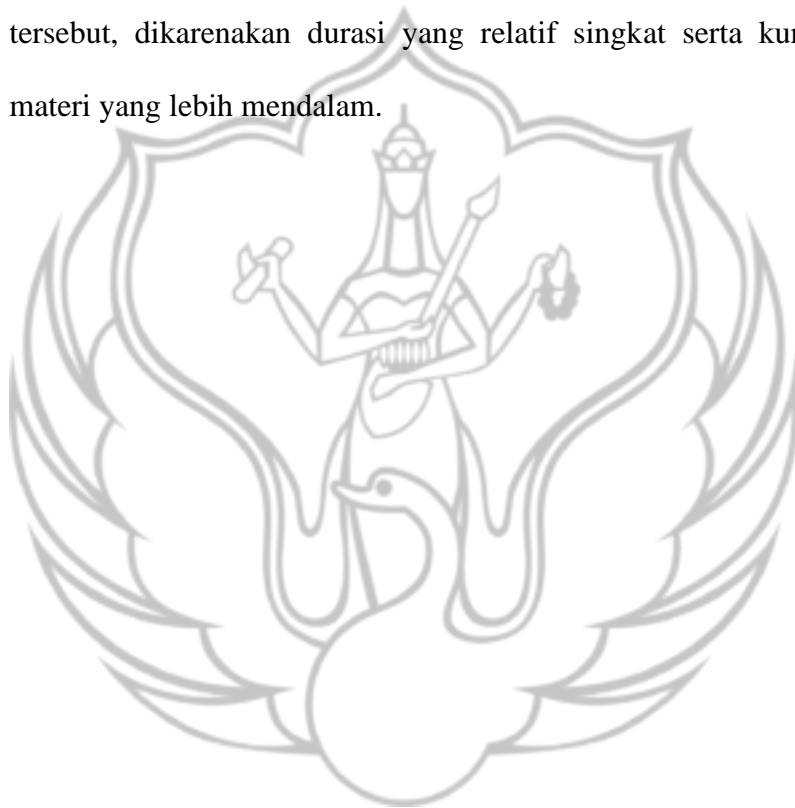 tersebut, dikarenakan durasi yang relatif singkat serta
materi yang lebih mendalam.